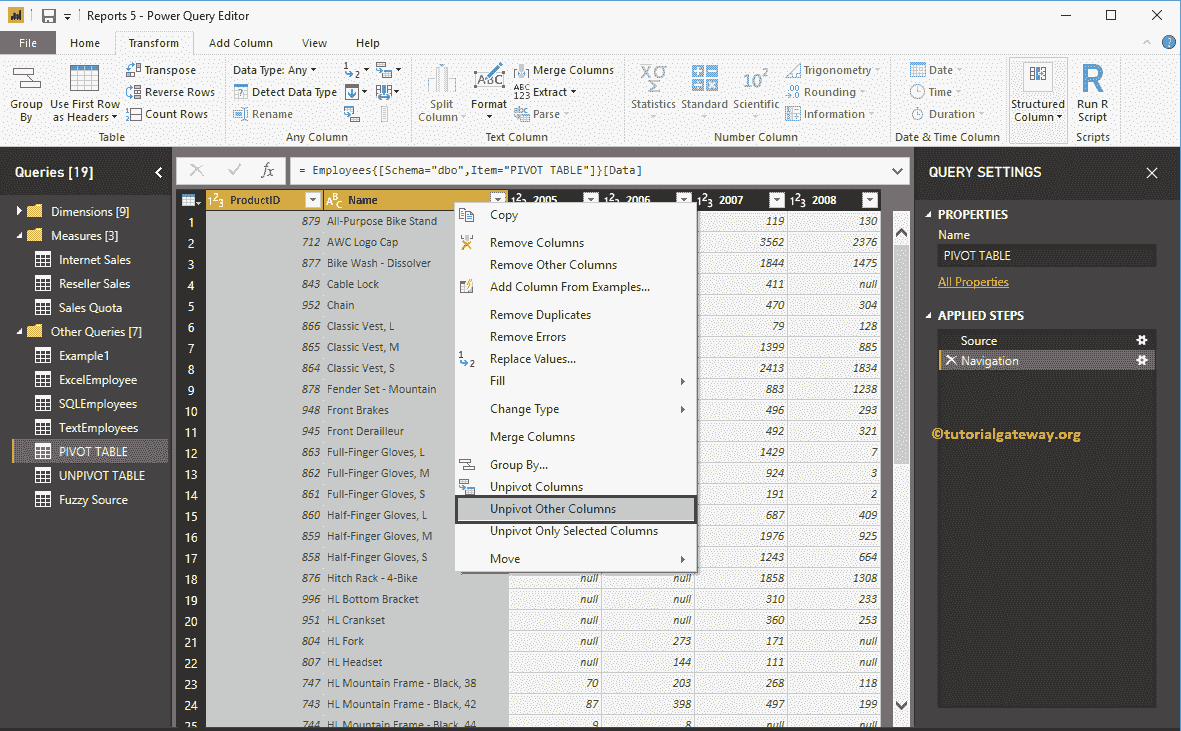 Reports 5 - Power Query Editor
File Home Transform Add Column View Help
Group By
Use First Row as Headers
Transpose
Reverse Rows
Count Rows
Table
Data Type: Any
Detect Data Type
Rename
Any Column
Split Column
Format
Merge Columns
Extract
Parse
Text Column
Statistics
Standard
Scientific
Trigonometry
Rounding
Information
Number Column
Date
Time
Duration
Date & Time Column
Structured Column
Run R Script
Scripts
Queries [19]
Dimensions [9]
Measures [3]
Internet Sales
Reseller Sales
Sales Quota
Other Queries [7]
Example1
ExcelEmployee
SQLEmployees
TextEmployees
PIVOT TABLE
UNPIVOT TABLE
Fuzzy Source
= Employees{[Schema="dbo",Item="PIVOT TABLE"]}[Data]
ProductID Name 2005 2006 2007 2008
1 879 All-Purpose Bike Stand 119 130
2 712 AWC Logo Cap 3562 2376
3 877 Bike Wash - Dissolver 1844 1475
4 843 Cable Lock 411 null
5 952 Chain 470 304
6 866 Classic Vest, L 79 128
7 865 Classic Vest, M 1399 885
8 864 Classic Vest, S 2413 1834
9 878 Fender Set - Mountain 883 1238
10 948 Front Brakes 496 293
11 945 Front Derailleur 492 321
12 863 Full-Finger Gloves, L 1429 7
13 862 Full-Finger Gloves, M 924 3
14 861 Full-Finger Gloves, S 191 2
15 860 Half-Finger Gloves, L 687 409
16 859 Half-Finger Gloves, M 1976 925
17 858 Half-Finger Gloves, S 1243 664
18 876 Hitch Rack - 4-Bike null null 1858 1308
19 996 HL Bottom Bracket null null 310 233
20 951 HL Crankset null null 360 253
21 804 HL Fork null 273 171 null
22 807 HL Headset null 144 111 null
23 747 HL Mountain Frame - Black, 38 70 203 268 118
24 743 HL Mountain Frame - Black, 42 87 398 497 199
25 744 HL Mountain Frame - Black, 44 9 8 null null
Copy
Remove Columns
Remove Other Columns
Add Column From Examples...
Remove Duplicates
Remove Errors
Replace Values...
Fill
Change Type
Merge Columns
Group By...
Unpivot Columns
Unpivot Other Columns
Unpivot Only Selected Columns
Move
QUERY SETTINGS
PROPERTIES
Name
PIVOT TABLE
All Properties
APPLIED STEPS
Source
Navigation
©tutorialgateway.org